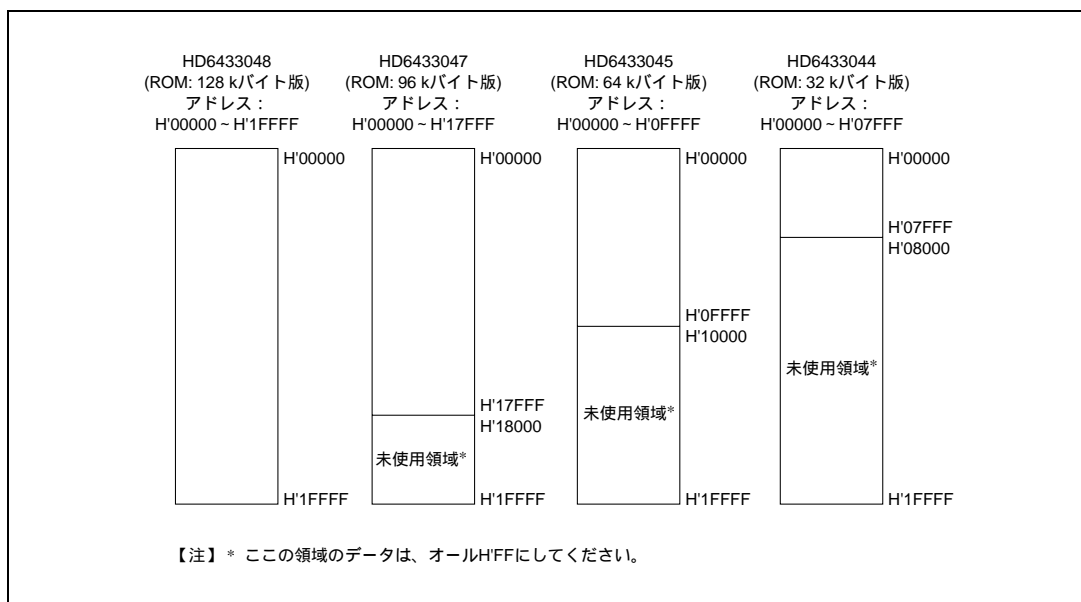 HD6433048
(ROM: 128 kバイト版)
アドレス：
H'00000 ~ H'1FFFF
H'00000
H'1FFFF
HD6433047
(ROM: 96 kバイト版)
アドレス：
H'00000 ~ H'17FFF
H'00000
H'17FFF
H'18000
未使用領域*
H'1FFFF
HD6433045
(ROM: 64 kバイト版)
アドレス：
H'00000 ~ H'0FFFF
H'00000
H'0FFFF
H'10000
未使用領域*
H'1FFFF
HD6433044
(ROM: 32 kバイト版)
アドレス：
H'00000 ~ H'07FFF
H'00000
H'07FFF
H'08000
未使用領域*
H'1FFFF
【注】* ここの領域のデータは、オールH'FFにしてください。